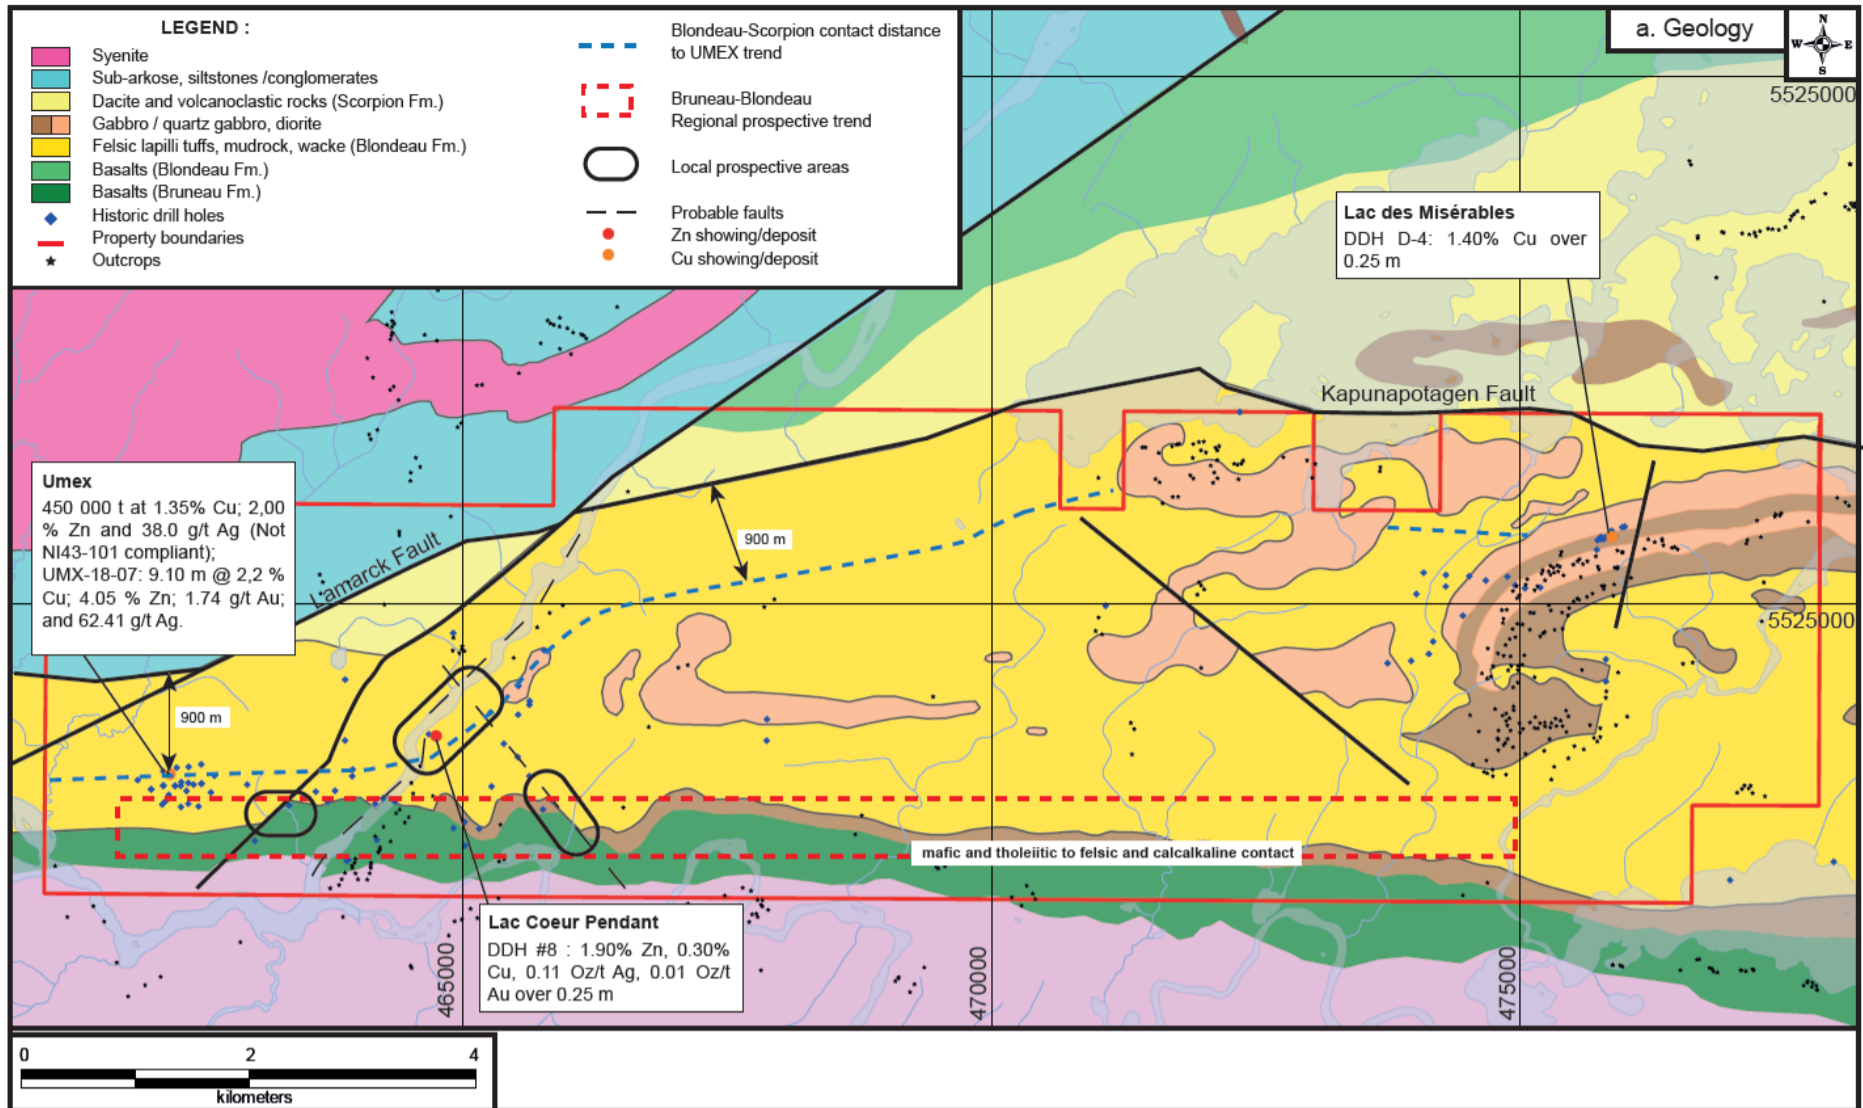 LEGEND :
Syenite
Sub-arkose, siltstones /conglomerates
Dacite and volcanoclastic rocks (Scorpion Fm.)
Gabbro / quartz gabbro, diorite
Felsic lapilli tuffs, mudrock, wacke (Blondeau Fm.)
Basalts (Blondeau Fm.)
Basalts (Bruneau Fm.)
Historic drill holes
Property boundaries
Outcrops
Blondeau-Scorpion contact distance
to UMEX trend
Bruneau-Blondeau
Regional prospective trend
Local prospective areas
Probable faults
Zn showing/deposit
Cu showing/deposit
a. Geology
N
W E
S
5525000
Lac des Misérables
DDH D-4: 1.40% Cu over
0.25 m
Kapunapotagen Fault
Umex
450 000 t at 1.35% Cu; 2,00
% Zn and 38.0 g/t Ag (Not
NI43-101 compliant);
UMX-18-07: 9.10 m @ 2,2 %
Cu; 4.05 % Zn; 1.74 g/t Au;
and 62.41 g/t Ag.
Lamarck Fault
900 m
5525000
900 m
mafic and tholeiitic to felsic and calcalkaline contact
Lac Coeur Pendant
DDH #8 : 1.90% Zn, 0.30%
Cu, 0.11 Oz/t Ag, 0.01 Oz/t
Au over 0.25 m
465000
470000
475000
0 2 4
kilometers